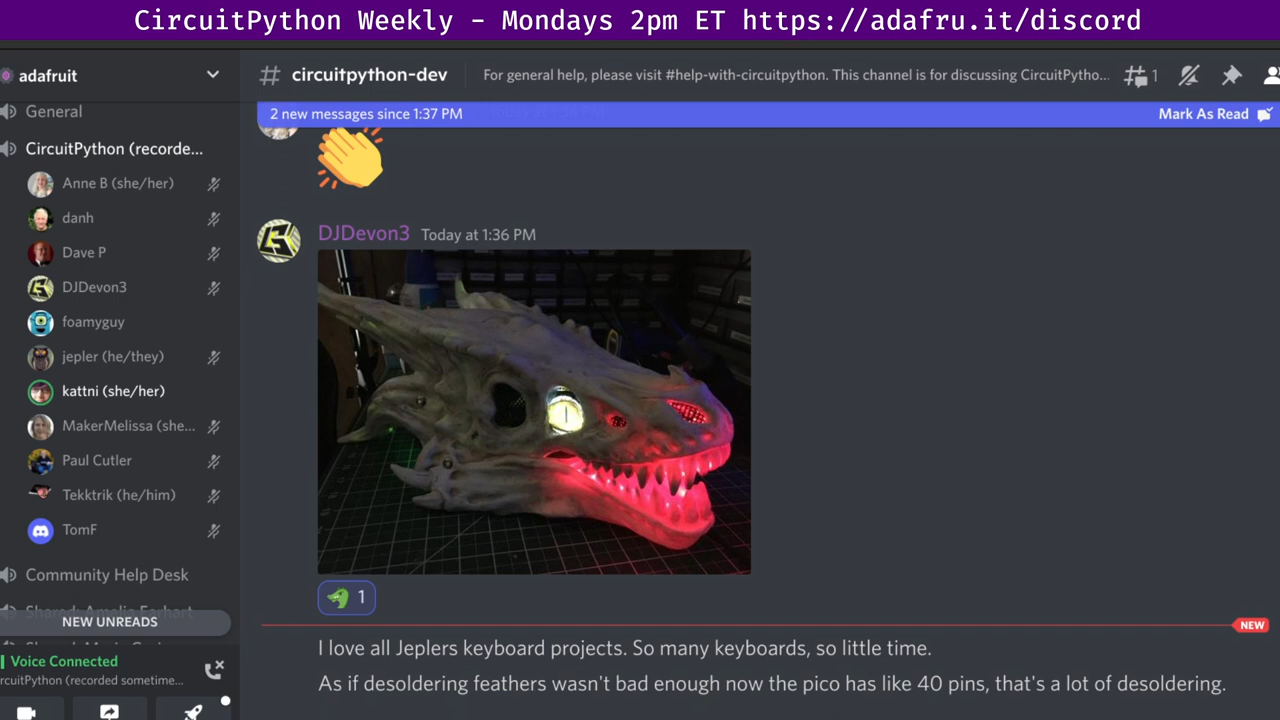 CircuitPython Weekly - Mondays 2pm ET https://adafru.it/discord
adafruit
General
CircuitPython (recorde...
Anne B (she/her)
danh
Dave P
DJDevon3
foamyguy
jepler (he/they)
kattni (she/her)
MakerMelissa (she...
Paul Cutler
Tekktrik (he/him)
TomF
Community Help Desk
Shared: Amelia Earhart
NEW UNREADS
Voice Connected
rcuitPython (recorded sometime...
# circuitpython-dev
For general help, please visit #help-with-circuitpython. This channel is for discussing CircuitPytho...
1
2 new messages since 1:37 PM
Mark As Read
DJDevon3 Today at 1:36 PM
1
NEW
I love all Jeplers keyboard projects. So many keyboards, so little time.
As if desoldering feathers wasn't bad enough now the pico has like 40 pins, that's a lot of desoldering.